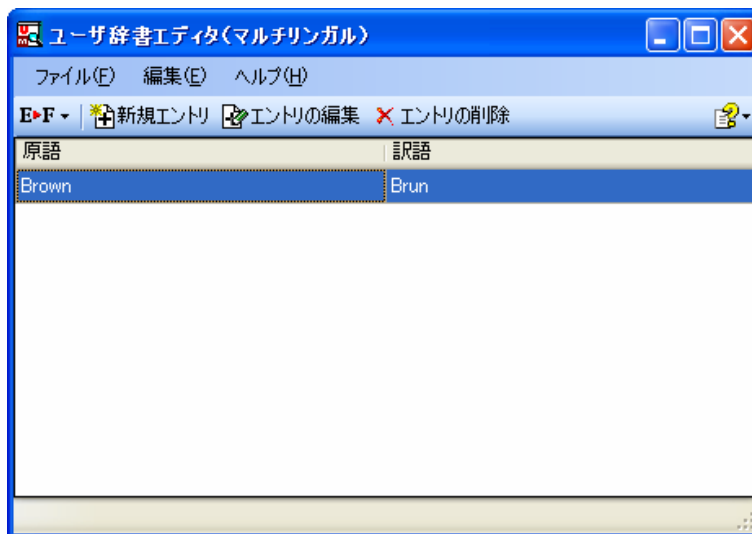 ユーザ辞書エディタ(マルチリンガル)
ファイル(F) 編集(E) ヘルプ(H)
E▶F 新規エントリ エントリの編集 エントリの削除
原語 訳語
Brown Brun